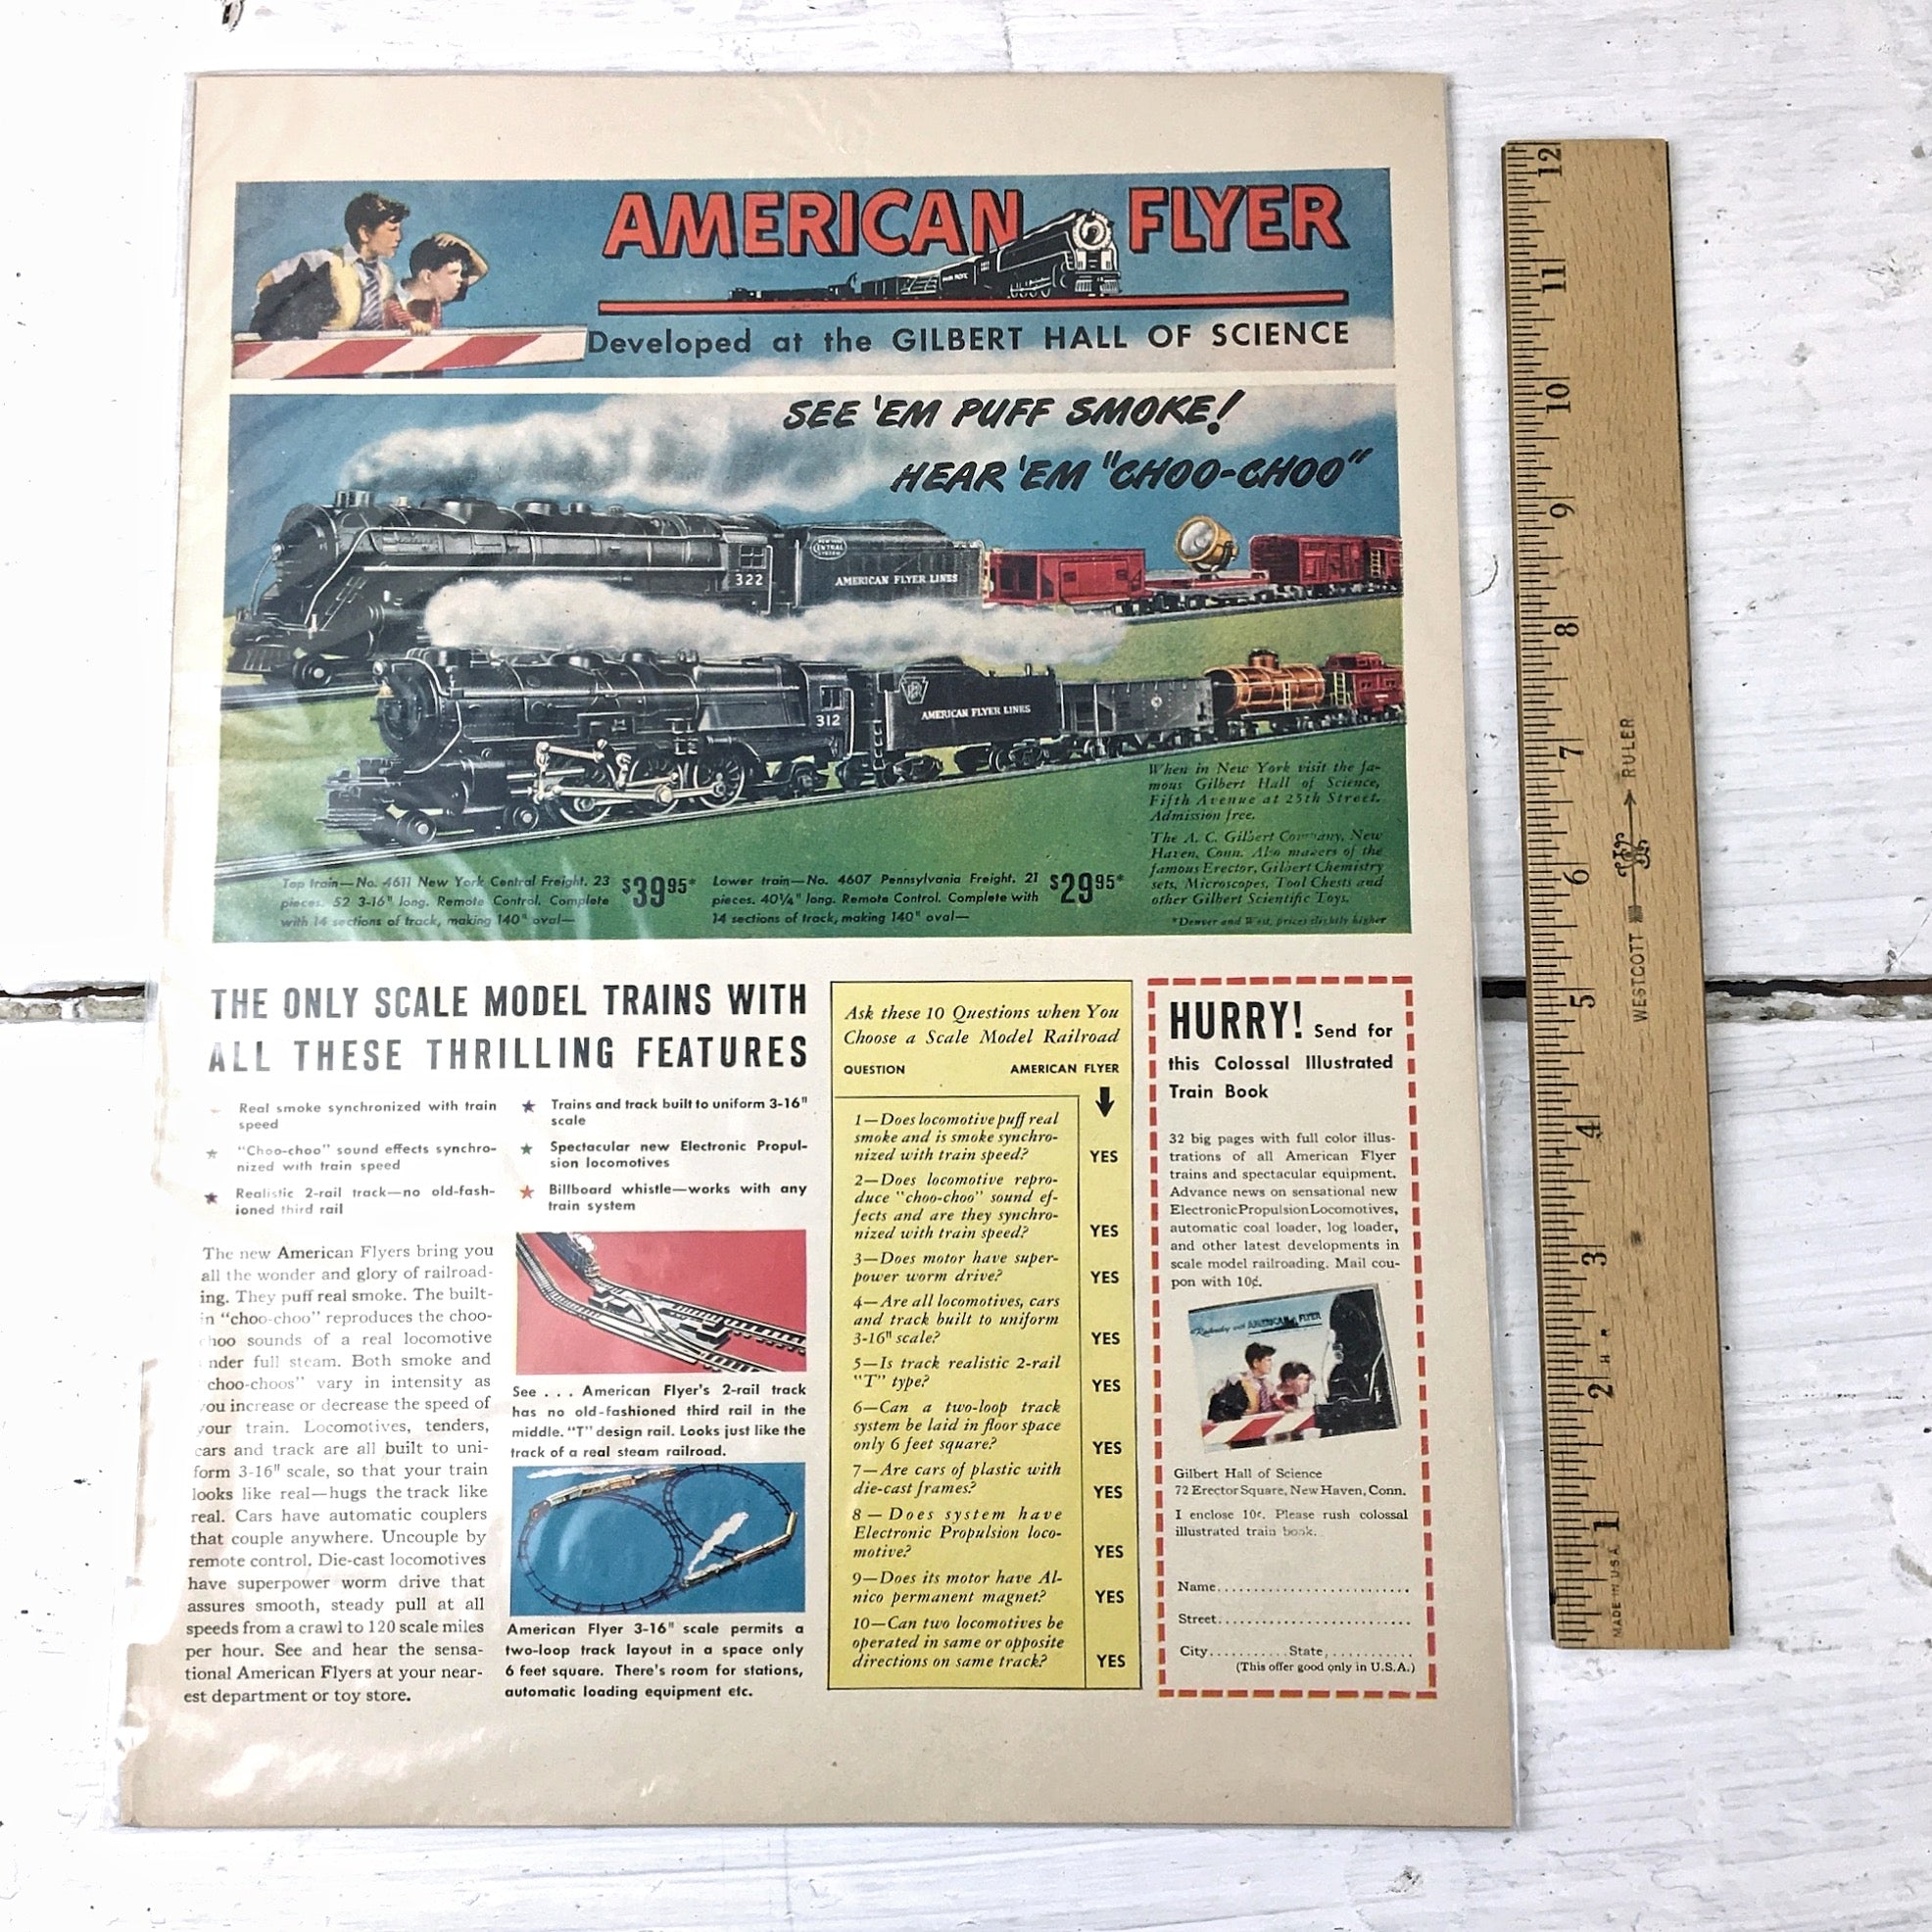 AMERICAN FLYER
Developed at the GILBERT HALL OF SCIENCE
SEE 'EM PUFF SMOKE!
HEAR 'EM "CHOO-CHOO"
NEW YORK
CENTRAL
SYSTEM
322
AMERICAN FLYER LINES
312
AMERICAN FLYER LINES
When in New York visit the fa-
mous Gilbert Hall of Science,
Fifth Avenue at 25th Street.
Admission free.
The A. C. Gilbert Company, New
Haven, Conn. Also makers of the
famous Erector, Gilbert Chemistry
sets, Microscopes, Tool Chests and
other Gilbert Scientific Toys.
*Denver and West, prices slightly higher
Top train—No. 4611 New York Central Freight. 23
pieces. 52 3-16" long. Remote Control. Complete
with 14 sections of track, making 140" oval—
$39.95*
Lower train—No. 4607 Pennsylvania Freight. 21
pieces. 40¼" long. Remote Control. Complete with
14 sections of track, making 140" oval—
$29.95*
THE ONLY SCALE MODEL TRAINS WITH
ALL THESE THRILLING FEATURES
Real smoke synchronized with train
speed
★ "Choo-choo" sound effects synchro-
nized with train speed
★ Realistic 2-rail track—no old-fash-
ioned third rail
★ Trains and track built to uniform 3-16"
scale
★ Spectacular new Electronic Propul-
sion locomotives
★ Billboard whistle—works with any
train system
The new American Flyers bring you
all the wonder and glory of railroad-
ing. They puff real smoke. The built-
in "choo-choo" reproduces the choo-
choo sounds of a real locomotive
under full steam. Both smoke and
"choo-choos" vary in intensity as
you increase or decrease the speed of
your train. Locomotives, tenders,
cars and track are all built to uni-
form 3-16" scale, so that your train
looks like real—hugs the track like
real. Cars have automatic couplers
that couple anywhere. Uncouple by
remote control. Die-cast locomotives
have superpower worm drive that
assures smooth, steady pull at all
speeds from a crawl to 120 scale miles
per hour. See and hear the sensa-
tional American Flyers at your near-
est department or toy store.
See . . . American Flyer's 2-rail track
has no old-fashioned third rail in the
middle. "T" design rail. Looks just like the
track of a real steam railroad.
American Flyer 3-16" scale permits a
two-loop track layout in a space only
6 feet square. There's room for stations,
automatic loading equipment etc.
Ask these 10 Questions when You
Choose a Scale Model Railroad
QUESTION AMERICAN FLYER
1—Does locomotive puff real
smoke and is smoke synchro-
nized with train speed? YES
2—Does locomotive repro-
duce "choo-choo" sound ef-
fects and are they synchro-
nized with train speed? YES
3—Does motor have super-
power worm drive? YES
4—Are all locomotives, cars
and track built to uniform
3-16" scale? YES
5—Is track realistic 2-rail
"T" type? YES
6—Can a two-loop track
system be laid in floor space
only 6 feet square? YES
7—Are cars of plastic with
die-cast frames? YES
8—Does system have
Electronic Propulsion loco-
motive? YES
9—Does its motor have Al-
nico permanent magnet? YES
10—Can two locomotives be
operated in same or opposite
directions on same track? YES
HURRY! Send for
this Colossal Illustrated
Train Book
32 big pages with full color illus-
trations of all American Flyer
trains and spectacular equipment.
Advance news on sensational new
Electronic Propulsion Locomotives,
automatic coal loader, log loader,
and other latest developments in
scale model railroading. Mail cou-
pon with 10¢.
AMERICAN FLYER
Gilbert Hall of Science
72 Erector Square, New Haven, Conn.
I enclose 10¢. Please rush colossal
illustrated train book.
Name
Street
City State
(This offer good only in U.S.A.)
12
11
10
9
8
7
6
5
4
3
2
1
WESTCOTT RULER
MADE IN U.S.A.